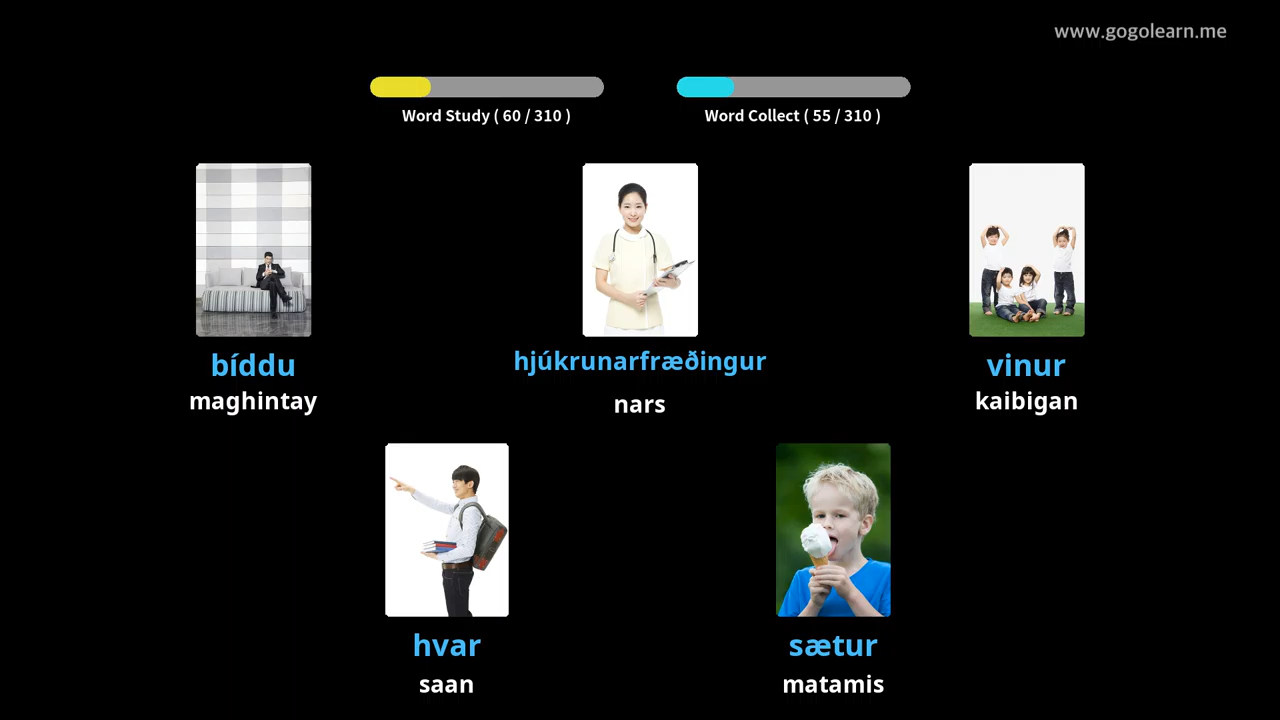 www.gogolearn.me
Word Study ( 60 / 310 )
Word Collect ( 55 / 310 )
bíddu
maghintay
hjúkrunarfræðingur
nars
vinur
kaibigan
hvar
saan
sætur
matamis